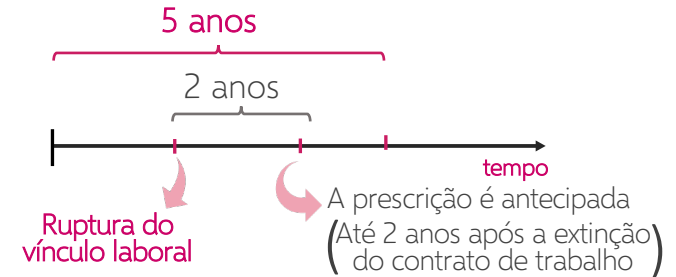 5 anos
2 anos
tempo
Ruptura do
vínculo laboral
A prescrição é antecipada
(Até 2 anos após a extinção
do contrato de trabalho)